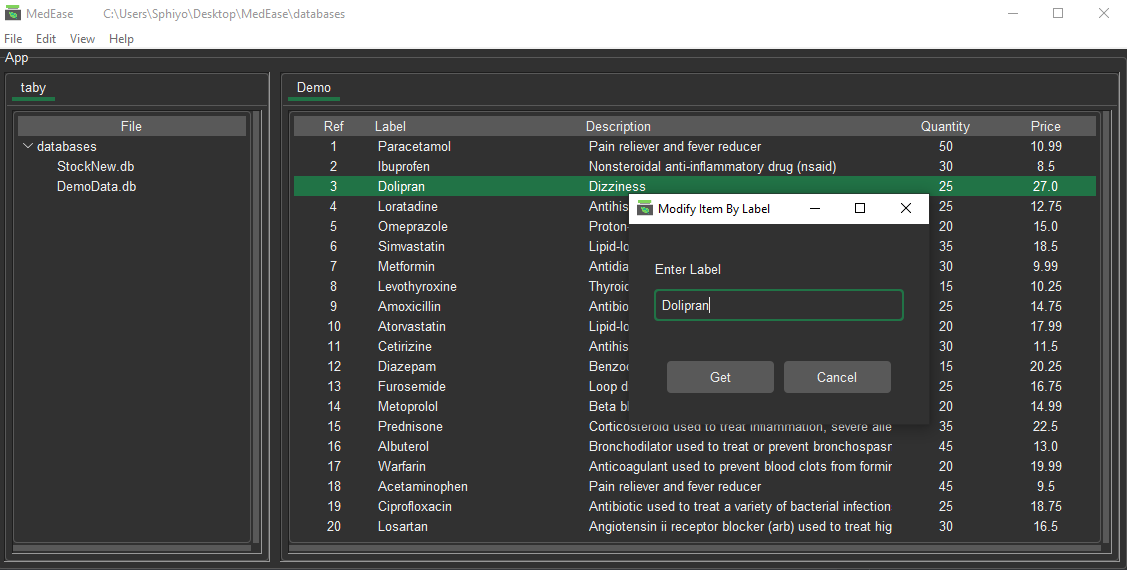 MedEase C:\Users\Sphiyo\Desktop\MedEase\databases
File Edit View Help
App
taby
File
databases
StockNew.db
DemoData.db
Demo
Ref Label Description Quantity Price
1 Paracetamol Pain reliever and fever reducer 50 10.99
2 Ibuprofen Nonsteroidal anti-inflammatory drug (nsaid) 30 8.5
3 Dolipran Dizziness 25 27.0
4 Loratadine Antihis 25 12.75
5 Omeprazole Proton- 20 15.0
6 Simvastatin Lipid-lo 35 18.5
7 Metformin Antidia 30 9.99
8 Levothyroxine Thyroid 15 10.25
9 Amoxicillin Antibio 25 14.75
10 Atorvastatin Lipid-lo 20 17.99
11 Cetirizine Antihis 30 11.5
12 Diazepam Benzo 15 20.25
13 Furosemide Loop d 25 16.75
14 Metoprolol Beta bl 20 14.99
15 Prednisone Corticosteroid used to treat inflammation, severe alle 35 22.5
16 Albuterol Bronchodilator used to treat or prevent bronchospasm 45 13.0
17 Warfarin Anticoagulant used to prevent blood clots from formin 20 19.99
18 Acetaminophen Pain reliever and fever reducer 45 9.5
19 Ciprofloxacin Antibiotic used to treat a variety of bacterial infection 25 18.75
20 Losartan Angiotensin ii receptor blocker (arb) used to treat hig 30 16.5
Modify Item By Label
Enter Label
Dolipran
Get Cancel